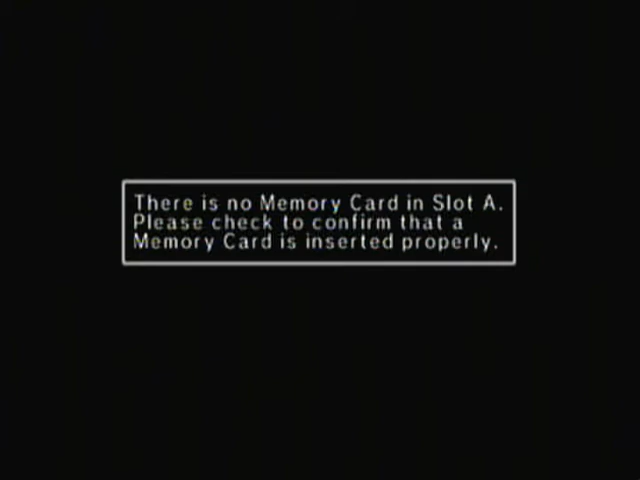 There is no Memory Card in Slot A.
Please check to confirm that a
Memory Card is inserted properly.